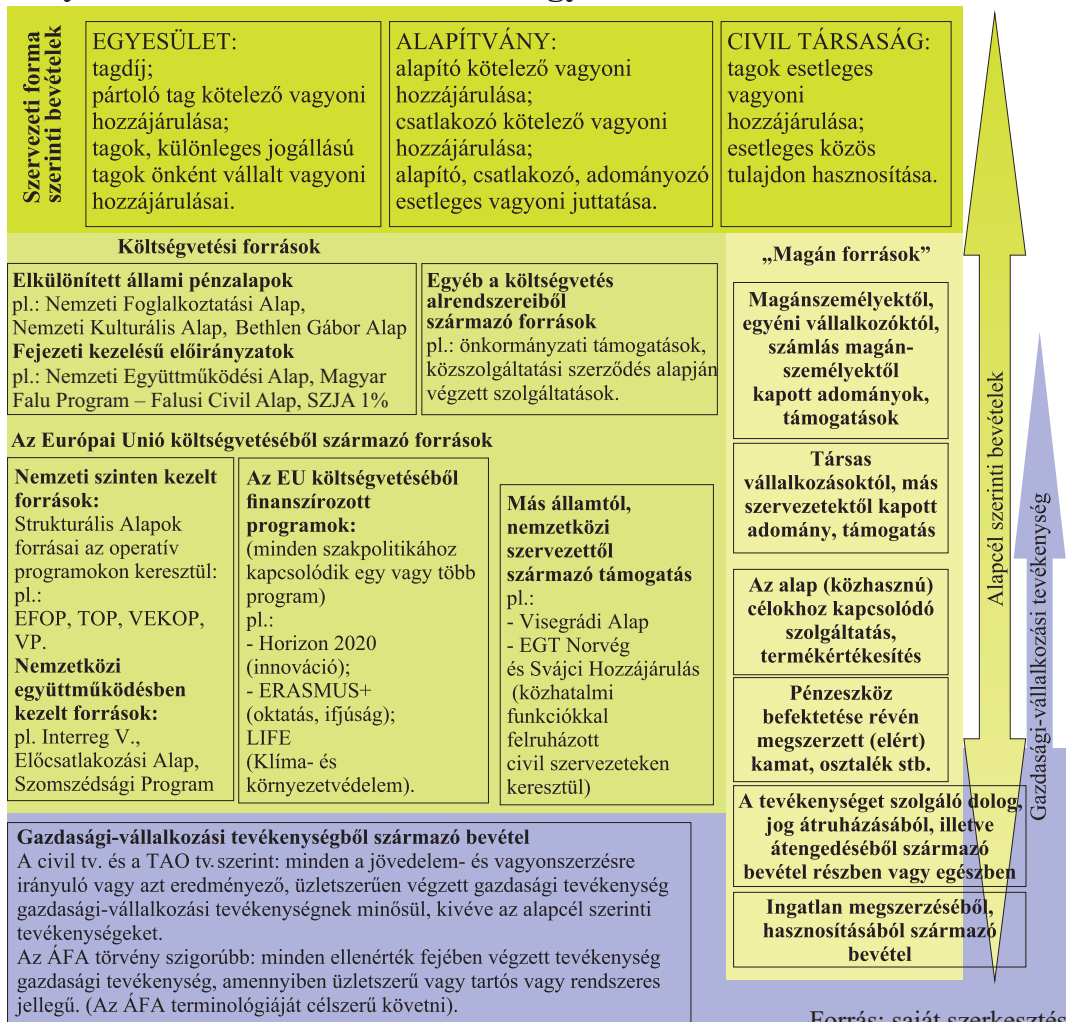 Szervezeti forma
szerinti bevételek
EGYESÜLET:
tagdíj;
pártoló tag kötelező vagyoni
hozzájárulása;
tagok, különleges jogállású
tagok önként vállalt vagyoni
hozzájárulásai.
ALAPÍTVÁNY:
alapító kötelező vagyoni
hozzájárulása;
csatlakozó kötelező vagyoni
hozzájárulása;
alapító, csatlakozó, adományozó
esetleges vagyoni juttatása.
CIVIL TÁRSASÁG:
tagok esetleges
vagyoni
hozzájárulása;
esetleges közös
tulajdon hasznosítása.
Költségvetési források
Elkülönített állami pénzalapok
pl.: Nemzeti Foglalkoztatási Alap,
Nemzeti Kulturális Alap, Bethlen Gábor Alap
Fejezeti kezelésű előirányzatok
pl.: Nemzeti Együttműködési Alap, Magyar
Falu Program – Falusi Civil Alap, SZJA 1%
Egyéb a költségvetés
alrendszereiből
származó források
pl.: önkormányzati támogatások,
közszolgáltatási szerződés alapján
végzett szolgáltatások.
Az Európai Unió költségvetéséből származó források
Nemzeti szinten kezelt
források:
Strukturális Alapok
forrásai az operatív
programokon keresztül:
pl.:
EFOP, TOP, VEKOP,
VP.
Nemzetközi
együttműködésben
kezelt források:
pl. Interreg V.,
Előcsatlakozási Alap,
Szomszédsági Program
Az EU költségvetéséből
finanszírozott
programok:
(minden szakpolitikához
kapcsolódik egy vagy több
program)
pl.:
- Horizon 2020
(innováció);
- ERASMUS+
(oktatás, ifjúság);
LIFE
(Klíma- és
környezetvédelem).
Más államtól,
nemzetközi
szervezettől
származó támogatás
pl.:
- Visegrádi Alap
- EGT Norvég
és Svájci Hozzájárulás
(közhatalmi
funkciókkal
felruházott
civil szervezeteken
keresztül)
„Magán források”
Magánszemélyektől,
egyéni vállalkozóktól,
számlás magán-
személyektől
kapott adományok,
támogatások
Társas
vállalkozásoktól, más
szervezetektől kapott
adomány, támogatás
Az alap (közhasznú)
célokhoz kapcsolódó
szolgáltatás,
termékértékesítés
Pénzeszköz
befektetése révén
megszerzett (elért)
kamat, osztalék stb.
A tevékenységet szolgáló dolog,
jog átruházásából, illetve
átengedéséből származó
bevétel részben vagy egészben
Ingatlan megszerzéséből,
hasznosításából származó
bevétel
Alapcél szerinti bevételek
Gazdasági-vállalkozási tevékenység
Gazdasági-vállalkozási tevékenységből származó bevétel
A civil tv. és a TAO tv. szerint: minden a jövedelem- és vagyonszerzésre
irányuló vagy azt eredményező, üzletszerűen végzett gazdasági tevékenység
gazdasági-vállalkozási tevékenységnek minősül, kivéve az alapcél szerinti
tevékenységeket.
Az ÁFA törvény szigorúbb: minden ellenérték fejében végzett tevékenység
gazdasági tevékenység, amennyiben üzletszerű vagy tartós vagy rendszeres
jellegű. (Az ÁFA terminológiáját célszerű követni).
Forrás: saját szerkesztés